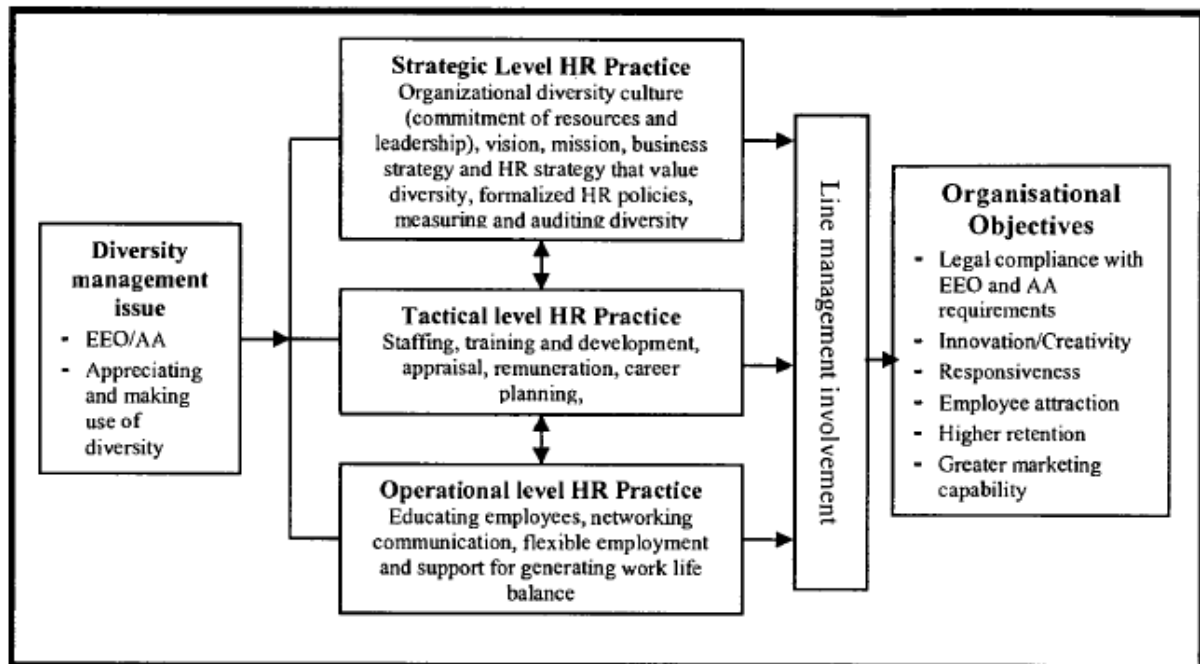 Strategic Level HR Practice
Organizational diversity culture
(commitment of resources and
leadership), vision, mission, business
strategy and HR strategy that value
diversity, formalized HR policies,
measuring and auditing diversity
Diversity
management
issue
- EEO/AA
- Appreciating
and making
use of
diversity
Tactical level HR Practice
Staffing, training and development,
appraisal, remuneration, career
planning,
Operational level HR Practice
Educating employees, networking
communication, flexible employment
and support for generating work life
balance
Line management involvement
Organisational
Objectives
- Legal compliance with
EEO and AA
requirements
- Innovation/Creativity
- Responsiveness
- Employee attraction
- Higher retention
- Greater marketing
capability